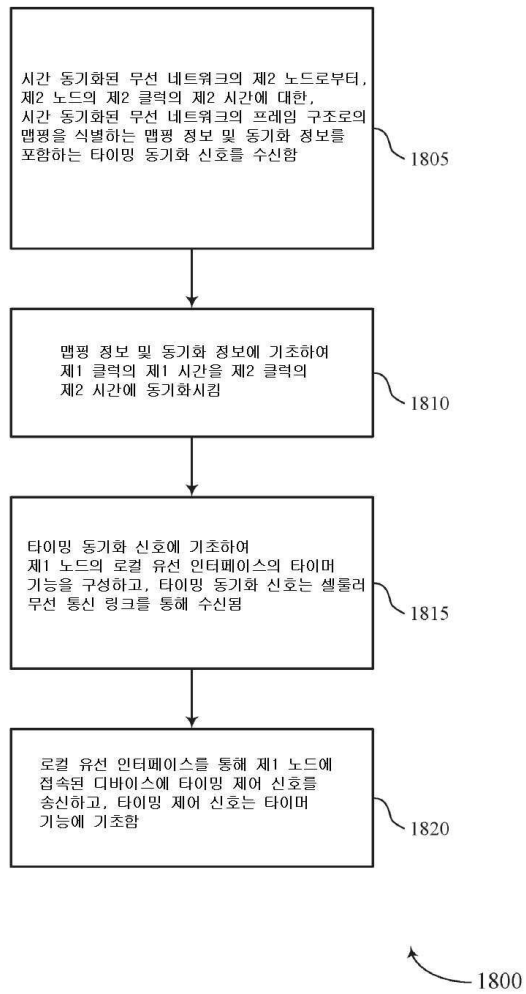 시간 동기화된 무선 네트워크의 제2 노드로부터,
제2 노드의 제2 클럭의 제2 시간에 대한,
시간 동기화된 무선 네트워크의 프레임 구조로의
맵핑을 식별하는 맵핑 정보 및 동기화 정보를
포함하는 타이밍 동기화 신호를 수신함
1805
맵핑 정보 및 동기화 정보에 기초하여
제1 클럭의 제1 시간을 제2 클럭의
제2 시간에 동기화시킴
1810
타이밍 동기화 신호에 기초하여
제1 노드의 로컬 유선 인터페이스의 타이머
기능을 구성하고, 타이밍 동기화 신호는 셀룰러
무선 통신 링크를 통해 수신됨
1815
로컬 유선 인터페이스를 통해 제1 노드에
접속된 디바이스에 타이밍 제어 신호를
송신하고, 타이밍 제어 신호는 타이머
기능에 기초함
1820
1800